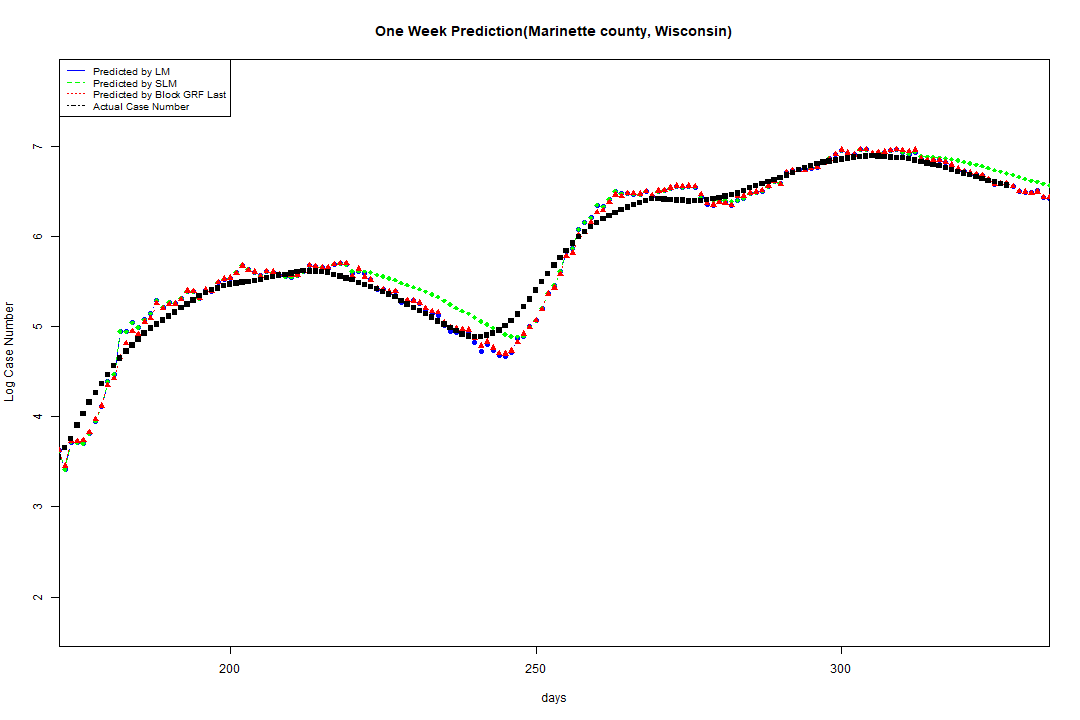 One Week Prediction(Marinette county, Wisconsin)
Predicted by LM
Predicted by SLM
Predicted by Block GRF Last
Actual Case Number
7
6
5
4
3
2
Log Case Number
200 250 300
days